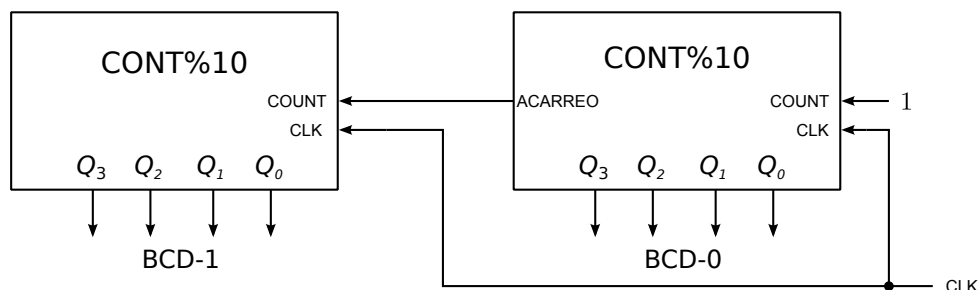 CONT%10
COUNT
CLK
Q3 Q2 Q1 Q0
BCD-1
CONT%10
ACARREO COUNT 1
CLK
Q3 Q2 Q1 Q0
BCD-0
CLK